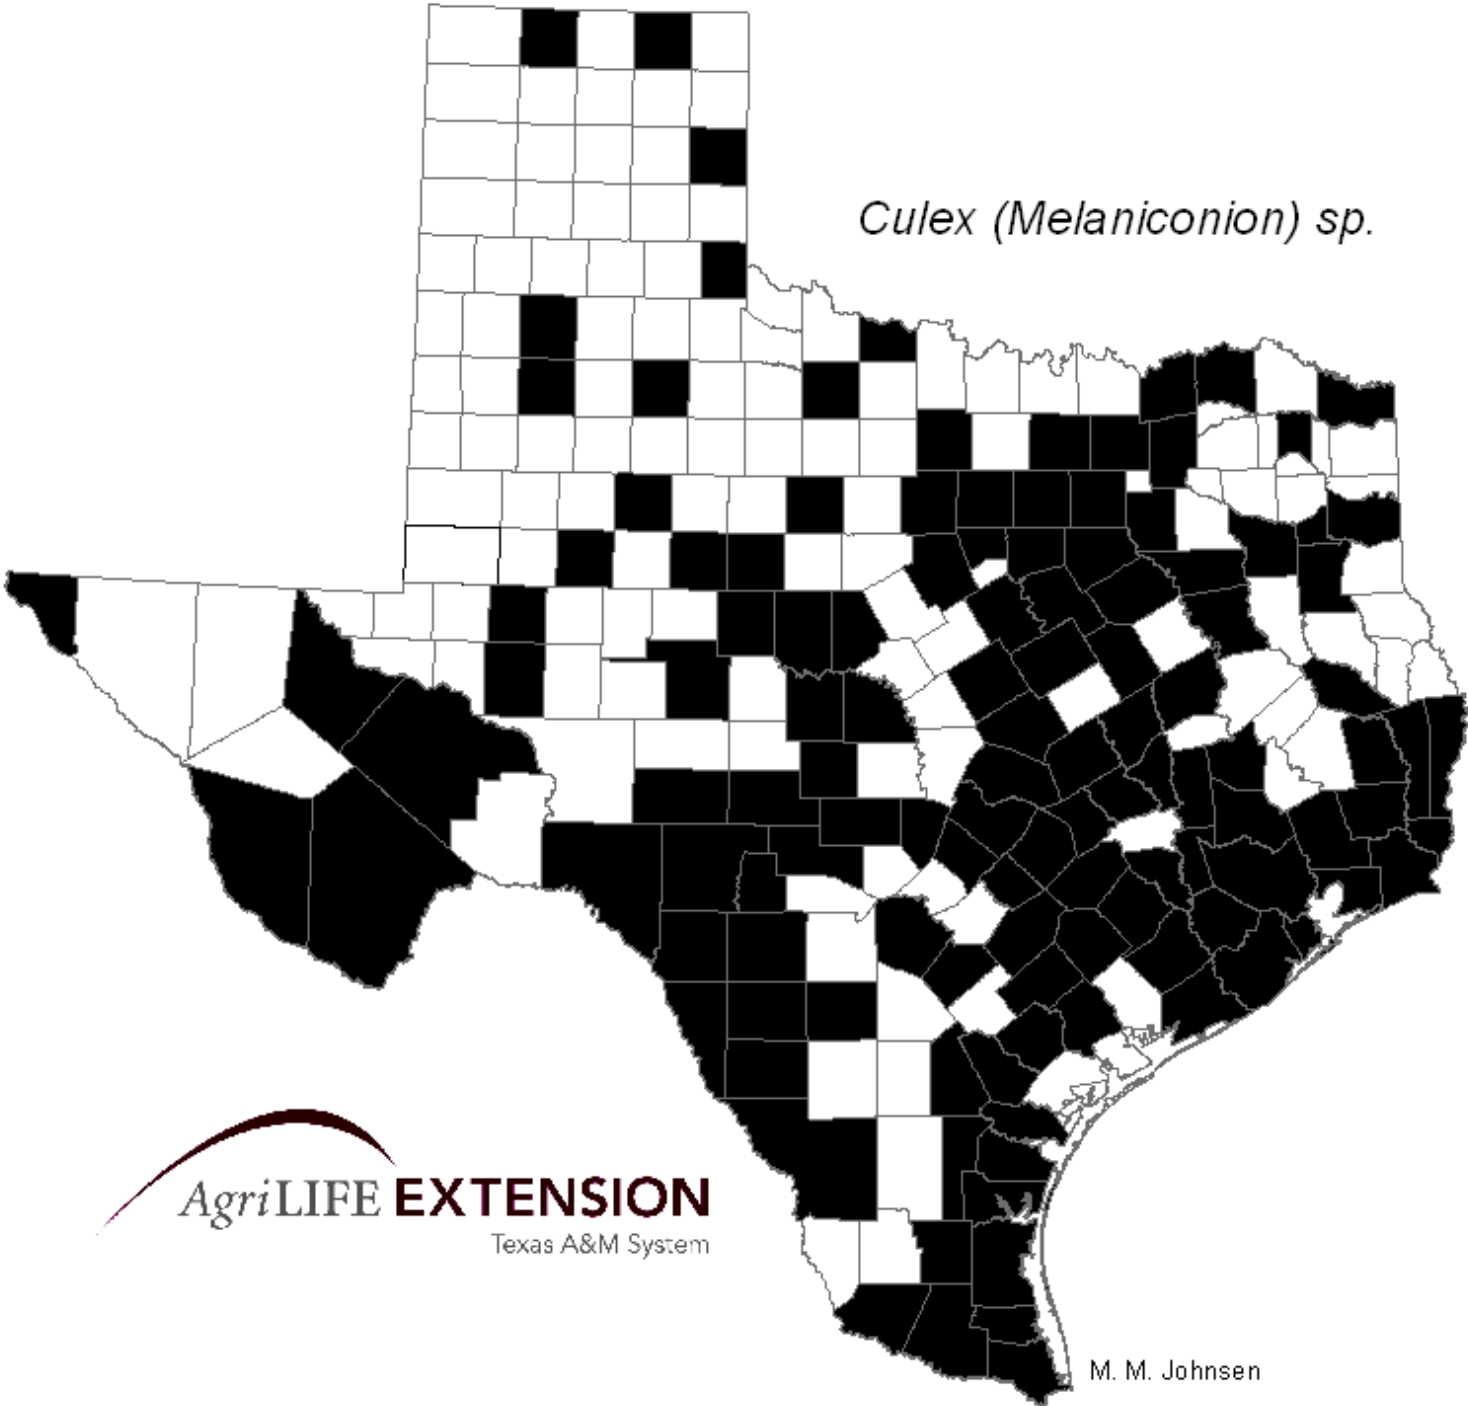 Culex (Melaniconion) sp.
AgriLIFE EXTENSION
Texas A&M System
M. M. Johnsen